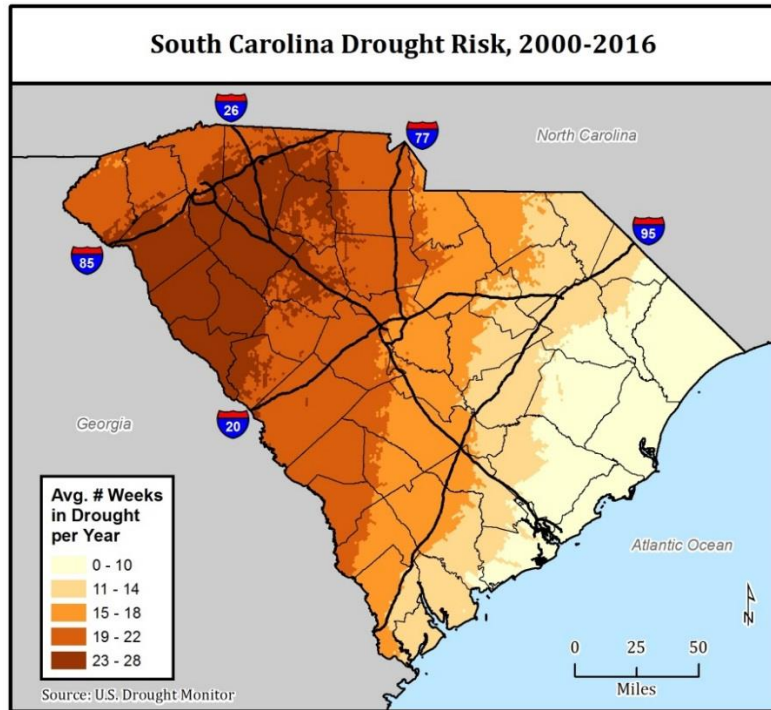 South Carolina Drought Risk, 2000-2016
26
77
North Carolina
95
85
Georgia
20
Avg. # Weeks
in Drought
per Year
0 - 10
11 - 14
15 - 18
19 - 22
23 - 28
Atlantic Ocean
N
0 25 50
Miles
Source: U.S. Drought Monitor